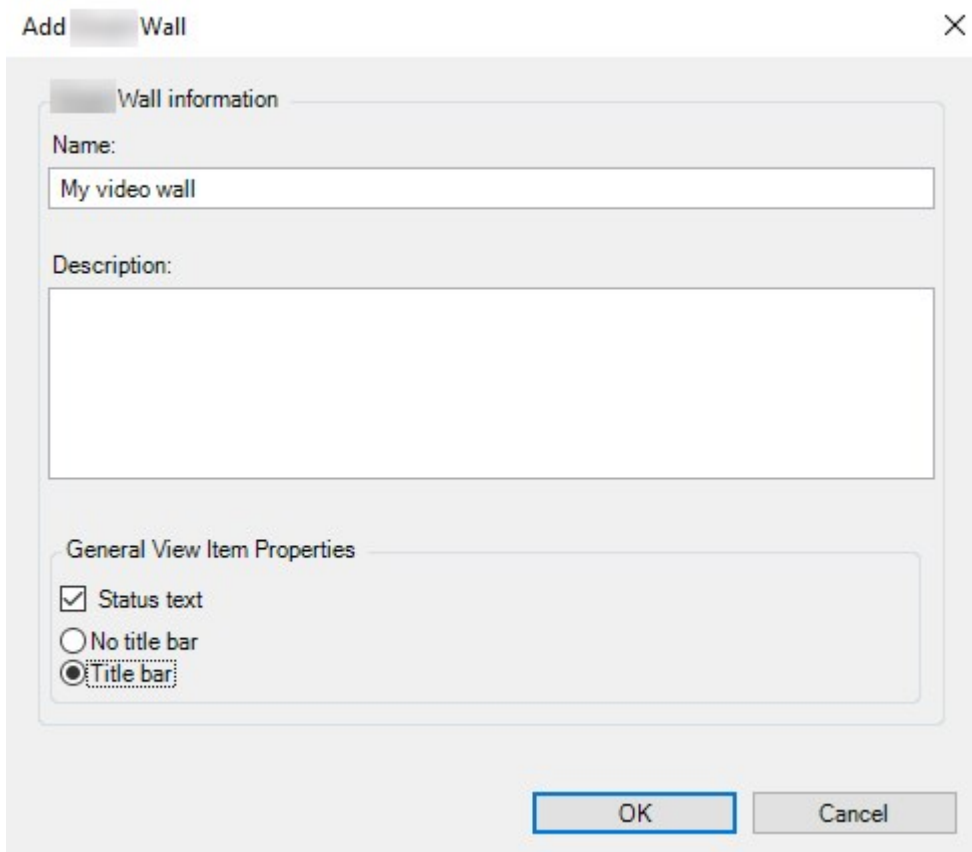 Add Wall
Wall information
Name:
My video wall
Description:
General View Item Properties
Status text
No title bar
Title bar
OK
Cancel